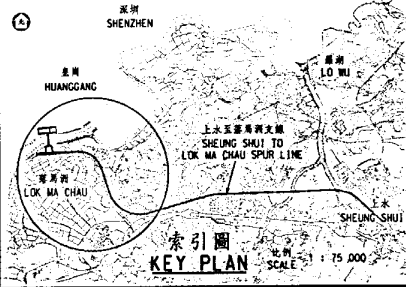 深圳
SHENZHEN
皇崗
HUANGGANG
羅湖
LO WU
上水至落馬洲支線
SHEUNG SHUI TO
LOK MA CHAU SPUR LINE
落馬洲
LOK MA CHAU
上水
SHEUNG SHUI
索引圖
KEY PLAN
比例
SCALE 1 : 75 000